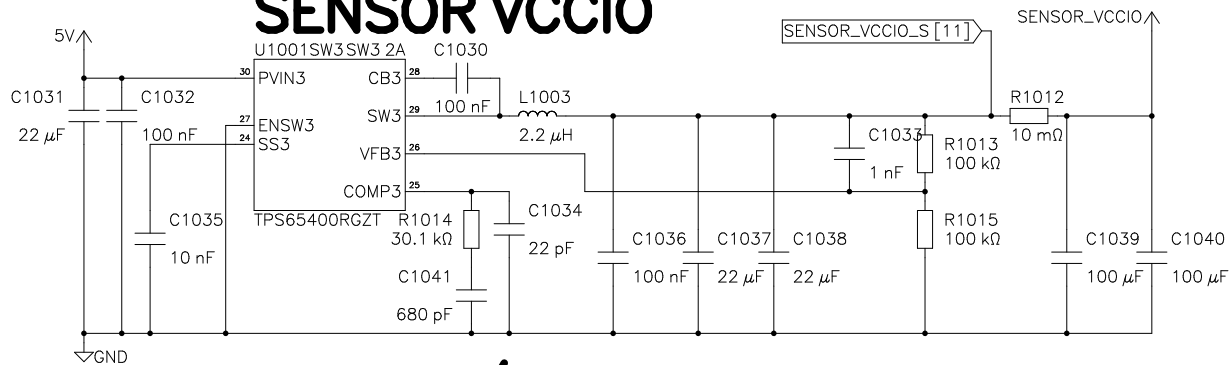 SENSOR VCCIO
SENSOR_VCCIO
SENSOR_VCCIO_S [11]
5V
U1001SW3 SW3 2A
C1030
100 nF
30 PVIN3
CB3 28
C1031
22 µF
C1032
100 nF
27 ENSW3
24 SS3
SW3 29
VFB3 26
COMP3 25
TPS65400RGZT
L1003
2.2 µH
C1033
1 nF
R1013
100 kΩ
R1012
10 mΩ
C1035
10 nF
R1014
30.1 kΩ
C1034
22 pF
C1041
680 pF
C1036
100 nF
C1037
22 µF
C1038
22 µF
R1015
100 kΩ
C1039
100 µF
C1040
100 µF
GND